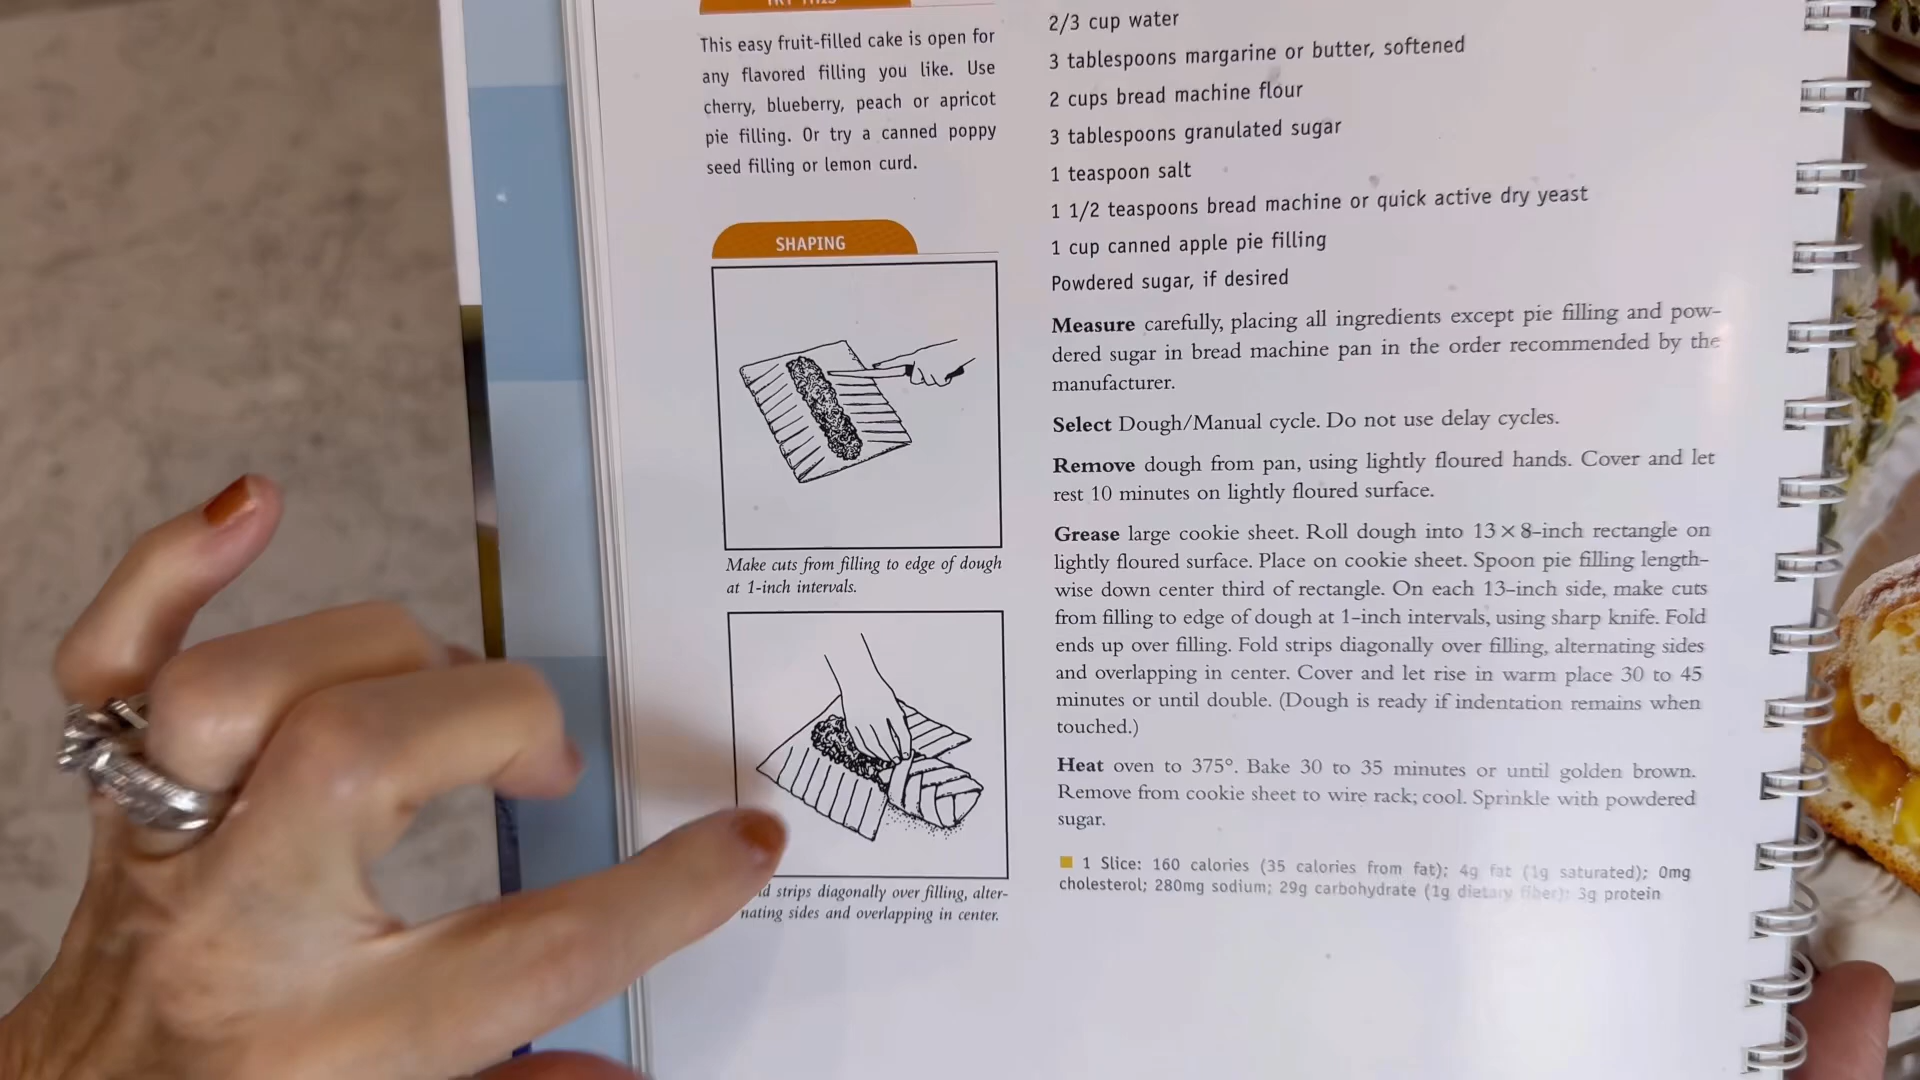 TRY THIS
This easy fruit-filled cake is open for
any flavored filling you like. Use
cherry, blueberry, peach or apricot
pie filling. Or try a canned poppy
seed filling or lemon curd.
SHAPING
Make cuts from filling to edge of dough
at 1-inch intervals.
strips diagonally over filling, alter-
nating sides and overlapping in center.
2/3 cup water
3 tablespoons margarine or butter, softened
2 cups bread machine flour
3 tablespoons granulated sugar
1 teaspoon salt
1 1/2 teaspoons bread machine or quick active dry yeast
1 cup canned apple pie filling
Powdered sugar, if desired
Measure carefully, placing all ingredients except pie filling and pow-
dered sugar in bread machine pan in the order recommended by the
manufacturer.
Select Dough/Manual cycle. Do not use delay cycles.
Remove dough from pan, using lightly floured hands. Cover and let
rest 10 minutes on lightly floured surface.
Grease large cookie sheet. Roll dough into 13 × 8-inch rectangle on
lightly floured surface. Place on cookie sheet. Spoon pie filling length-
wise down center third of rectangle. On each 13-inch side, make cuts
from filling to edge of dough at 1-inch intervals, using sharp knife. Fold
ends up over filling. Fold strips diagonally over filling, alternating sides
and overlapping in center. Cover and let rise in warm place 30 to 45
minutes or until double. (Dough is ready if indentation remains when
touched.)
Heat oven to 375°. Bake 30 to 35 minutes or until golden brown.
Remove from cookie sheet to wire rack; cool. Sprinkle with powdered
sugar.
1 Slice: 160 calories (35 calories from fat); 4g fat (1g saturated); 0mg
cholesterol; 280mg sodium; 29g carbohydrate (1g dietary fiber); 3g protein